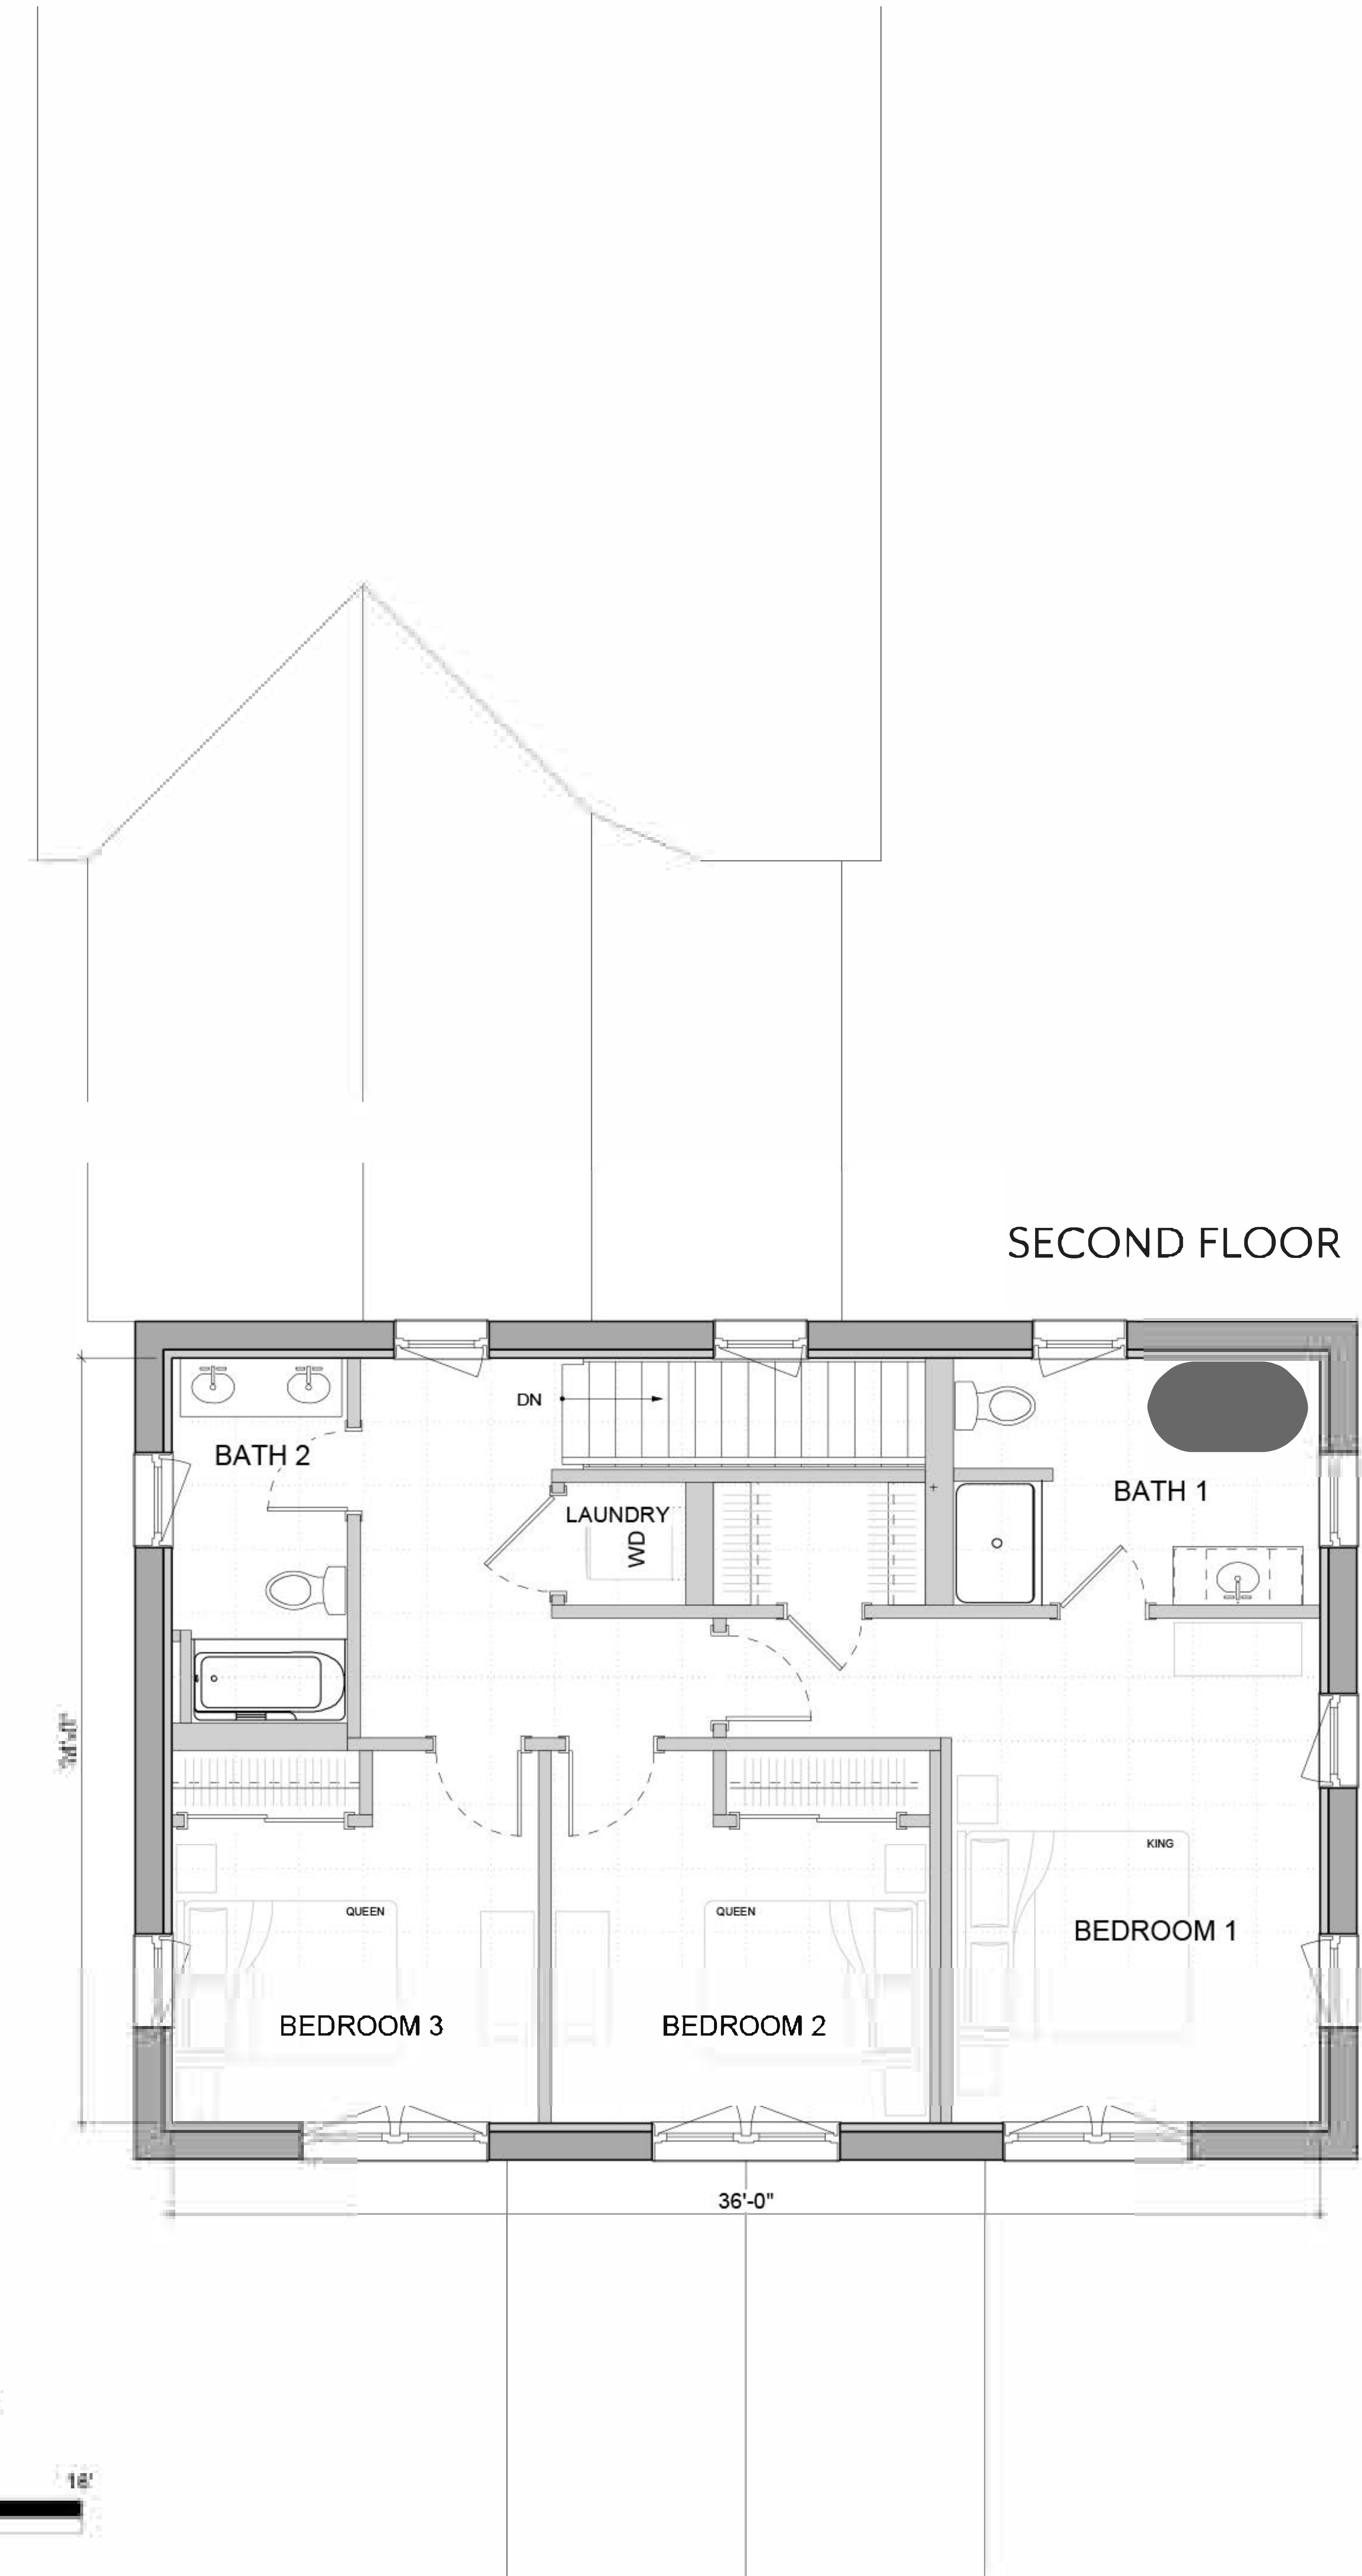 SECOND FLOOR
DN
BATH 2
BATH 1
LAUNDRY
WD
KING
QUEEN
QUEEN
BEDROOM 1
BEDROOM 3
BEDROOM 2
36'-0"
16'